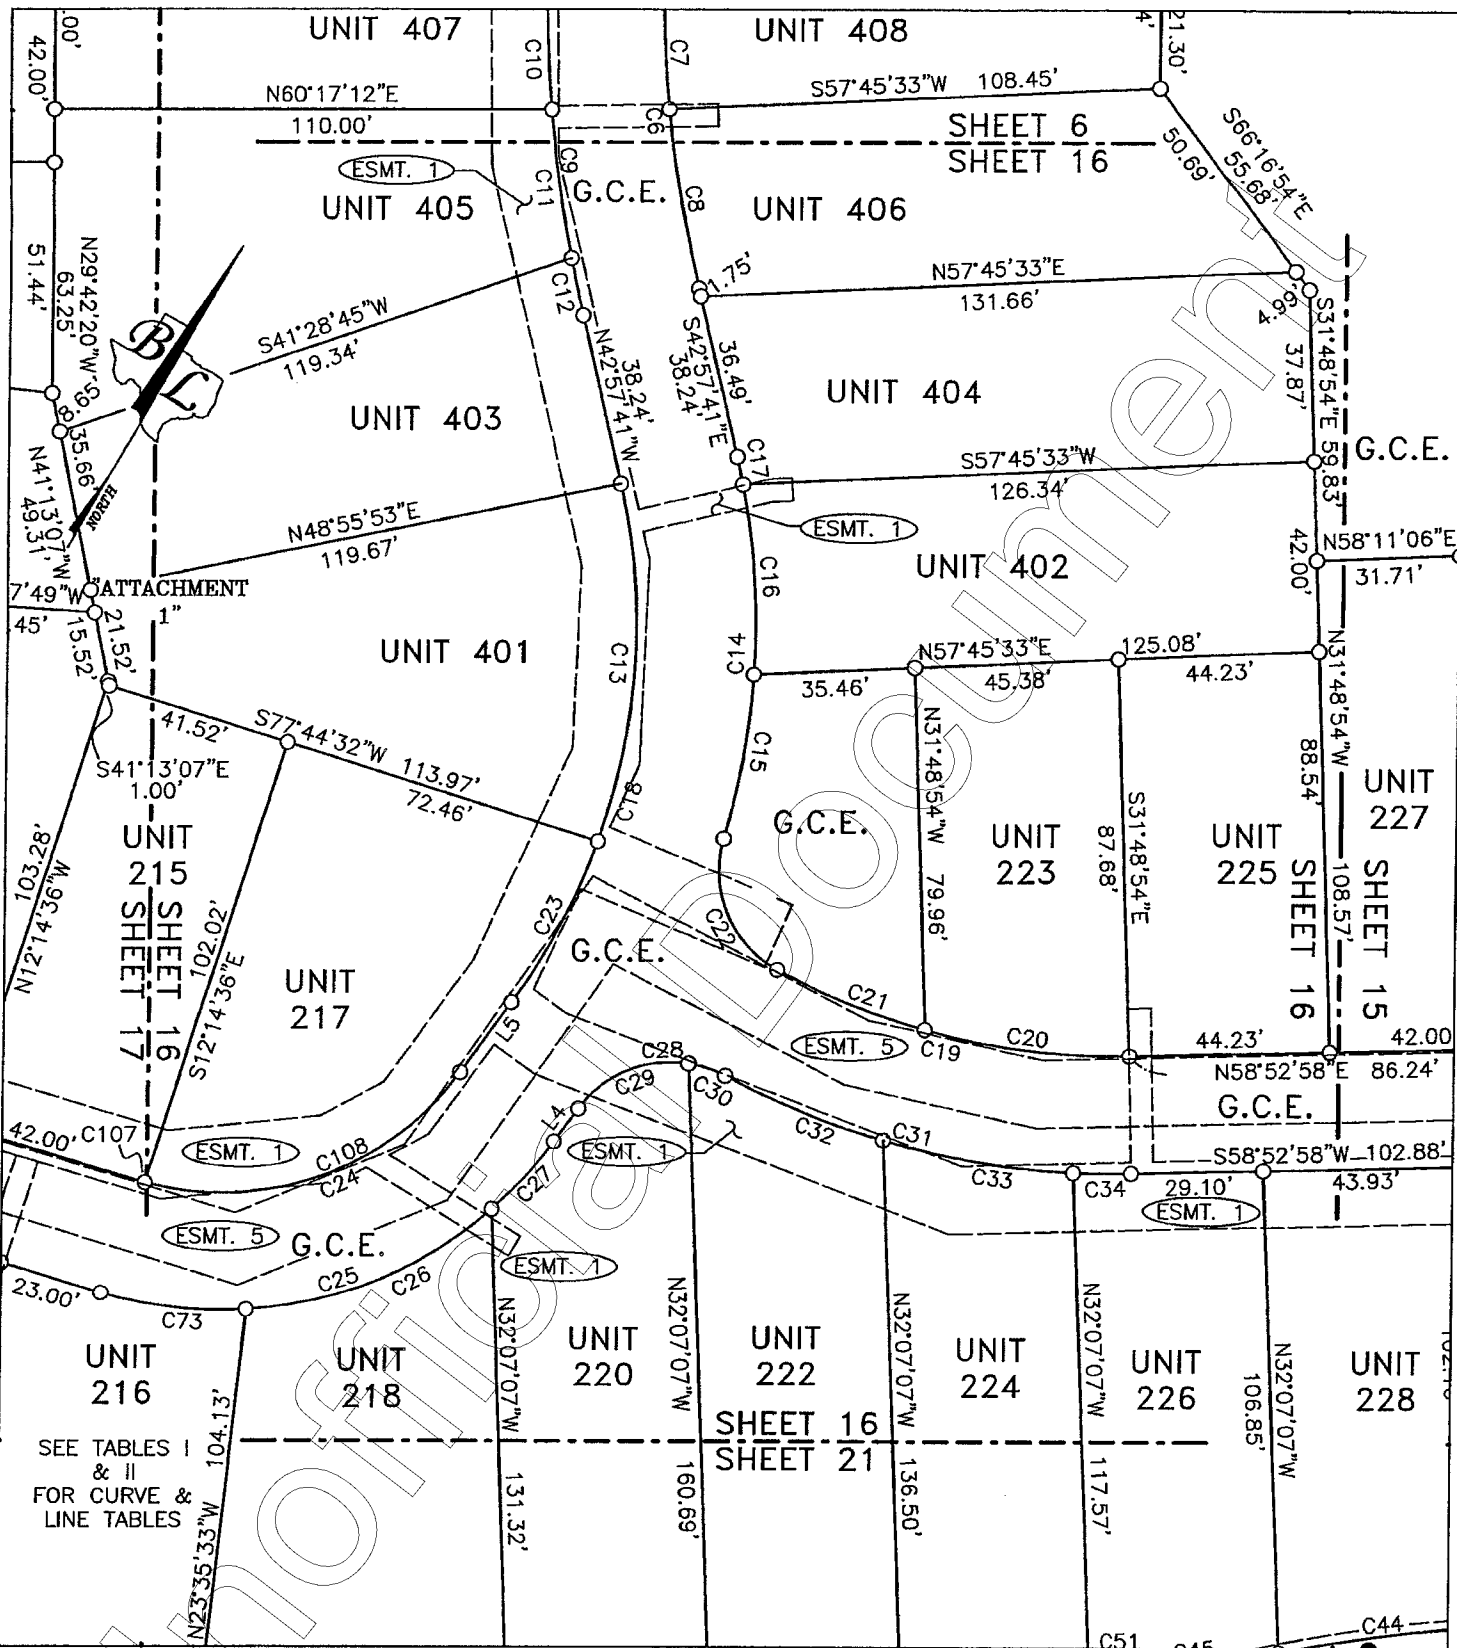 UNIT 407
UNIT 408
.00'
42.00'
C10
C7
4'
21.30'
N60°17'12"E
110.00'
S57°45'33"W 108.45'
C6
C9
SHEET 6
SHEET 16
S66°16'54"E
55.68'
50.69'
ESMT. 1
C11
G.C.E.
C8
UNIT 405
UNIT 406
51.44'
N29°42'20"W
63.25'
S41°28'45"W
119.34'
C12
1.75'
N57°45'33"E
131.66'
4.99'
S31°48'54"E 59.83'
37.87'
B
L
NORTH
8.65'
35.66'
N41°13'07"W
49.31'
UNIT 403
N42°57'41"W
38.24'
36.49'
S42°57'41"E
38.24'
UNIT 404
C17
S57°45'33"W
126.34'
G.C.E.
N48°55'53"E
119.67'
ESMT. 1
UNIT 402
42.00'
N58°11'06"E
31.71'
7'49"W
45'
"ATTACHMENT
1"
15.52'
21.52'
C16
UNIT 401
C13
C14
N57°45'33"E
125.08'
35.46'
45.38'
44.23'
N31°48'54"W
108.57'
88.54'
S77°44'32"W 113.97'
41.52'
72.46'
S41°13'07"E
1.00'
C15
C18
N31°48'54"W 79.96'
S31°48'54"E
87.68'
G.C.E.
UNIT
223
UNIT
225
UNIT
227
UNIT
215
103.28'
N12°14'36"W
SHEET 17
SHEET 16
102.02'
S12°14'36"E
UNIT
217
C23
G.C.E.
C22
SHEET 16
SHEET 15
C21
C19
C20
ESMT. 5
L5
44.23'
42.00
N58°52'58"E 86.24'
C28
C29
C30
G.C.E.
42.00'
C107
ESMT. 1
C108
C24
L4
ESMT. 1
C27
C32
C31
C33
C34
S58°52'58"W 102.88'
29.10'
43.93'
ESMT. 1
ESMT. 5
G.C.E.
ESMT. 1
23.00'
C73
C25
C26
UNIT
216
UNIT
218
UNIT
220
UNIT
222
UNIT
224
UNIT
226
UNIT
228
N32°07'07"W
131.32'
N32°07'07"W
160.69'
N32°07'07"W
136.50'
N32°07'07"W
117.57'
N32°07'07"W
106.85'
SHEET 16
SHEET 21
104.13'
N23°35'33"W
SEE TABLES I
& II
FOR CURVE &
LINE TABLES
C51
C45
C44
nofficial Document